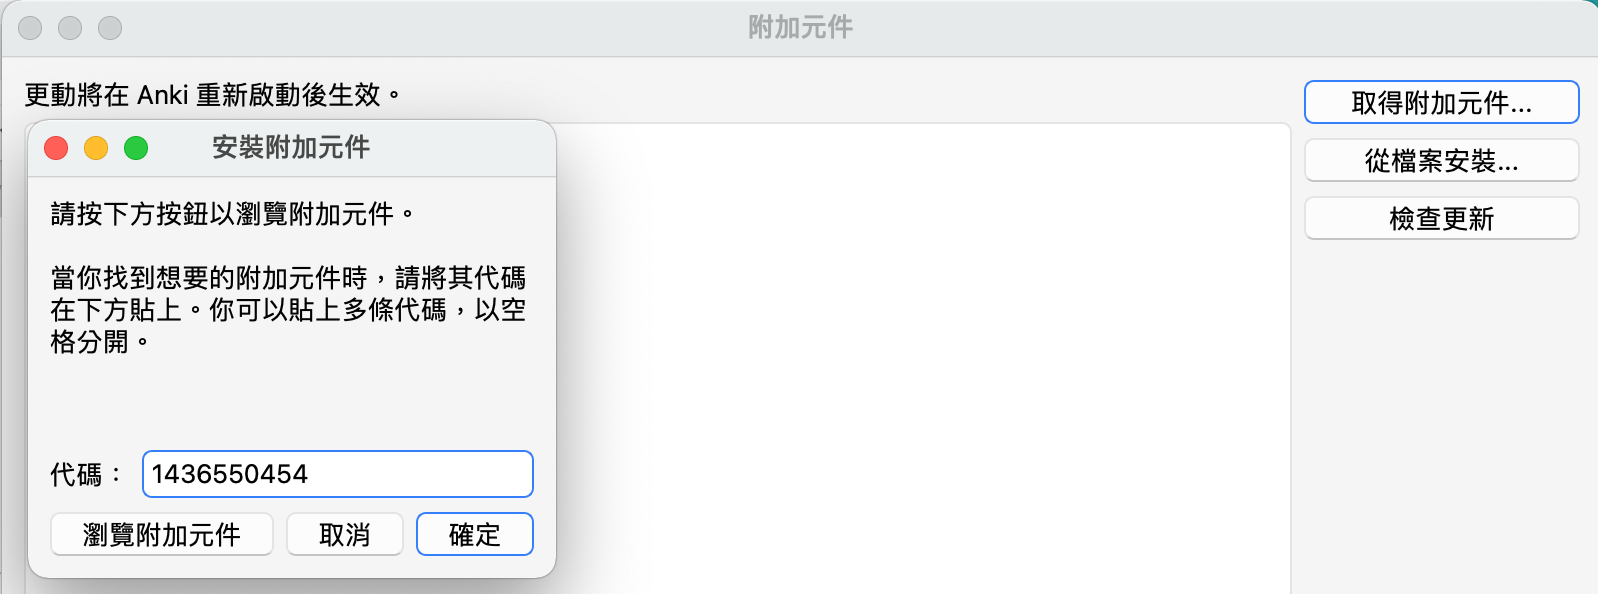 附加元件
更動將在 Anki 重新啟動後生效。
取得附加元件...
從檔案安裝...
檢查更新
安裝附加元件
請按下方按鈕以瀏覽附加元件。
當你找到想要的附加元件時，請將其代碼
在下方貼上。你可以貼上多條代碼，以空
格分開。
代碼： 1436550454
瀏覽附加元件 取消 確定